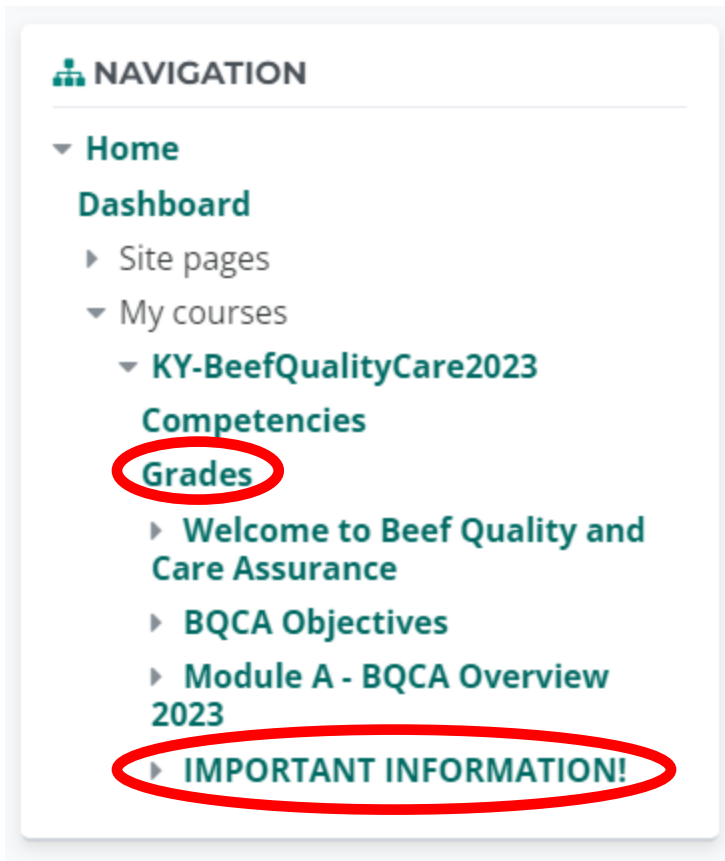 NAVIGATION
Home
Dashboard
Site pages
My courses
KY-BeefQualityCare2023
Competencies
Grades
Welcome to Beef Quality and
Care Assurance
BQCA Objectives
Module A - BQCA Overview
2023
IMPORTANT INFORMATION!